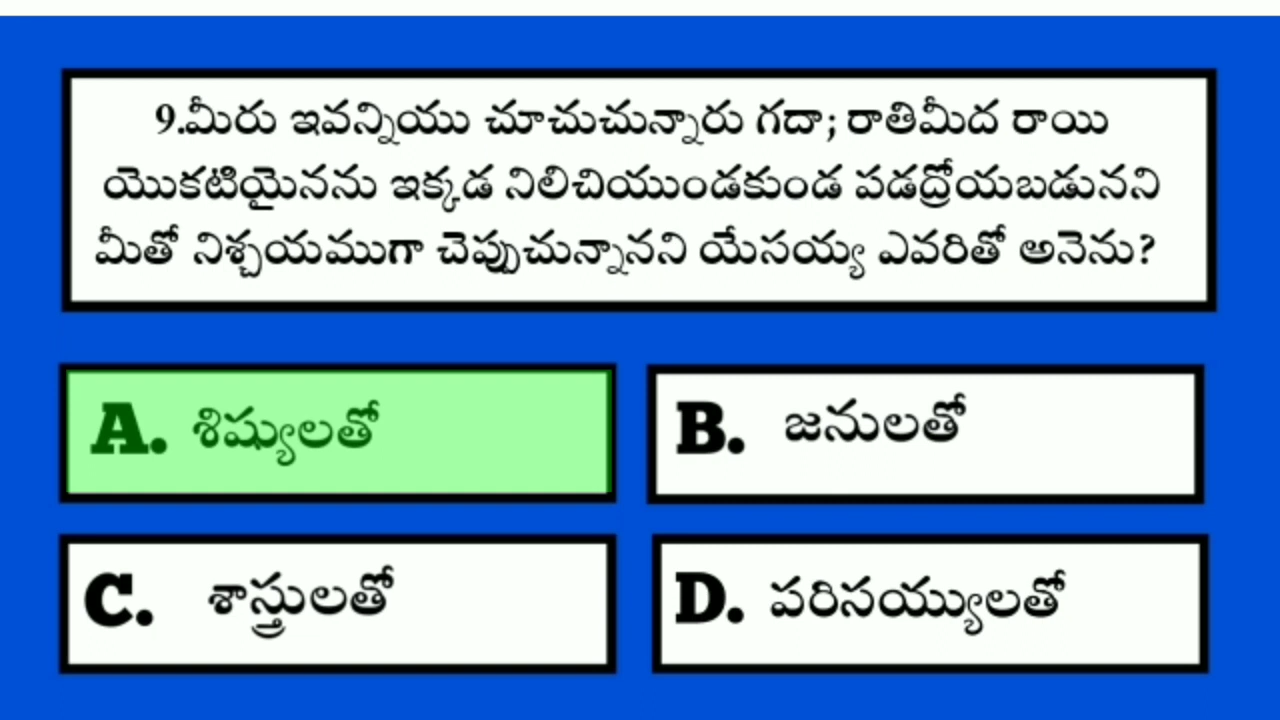 9.మీరు ఇవన్నియు చూచుచున్నారు గదా; రాతిమీద రాయి
యొకటియైనను ఇక్కడ నిలిచియుండకుండ పడద్రోయబడునని
మీతో నిశ్చయముగా చెప్పుచున్నానని యేసయ్య ఎవరితో అనెను?
A. శిష్యులతో
B. జనులతో
C. శాస్త్రులతో
D. పరిసయ్యులతో